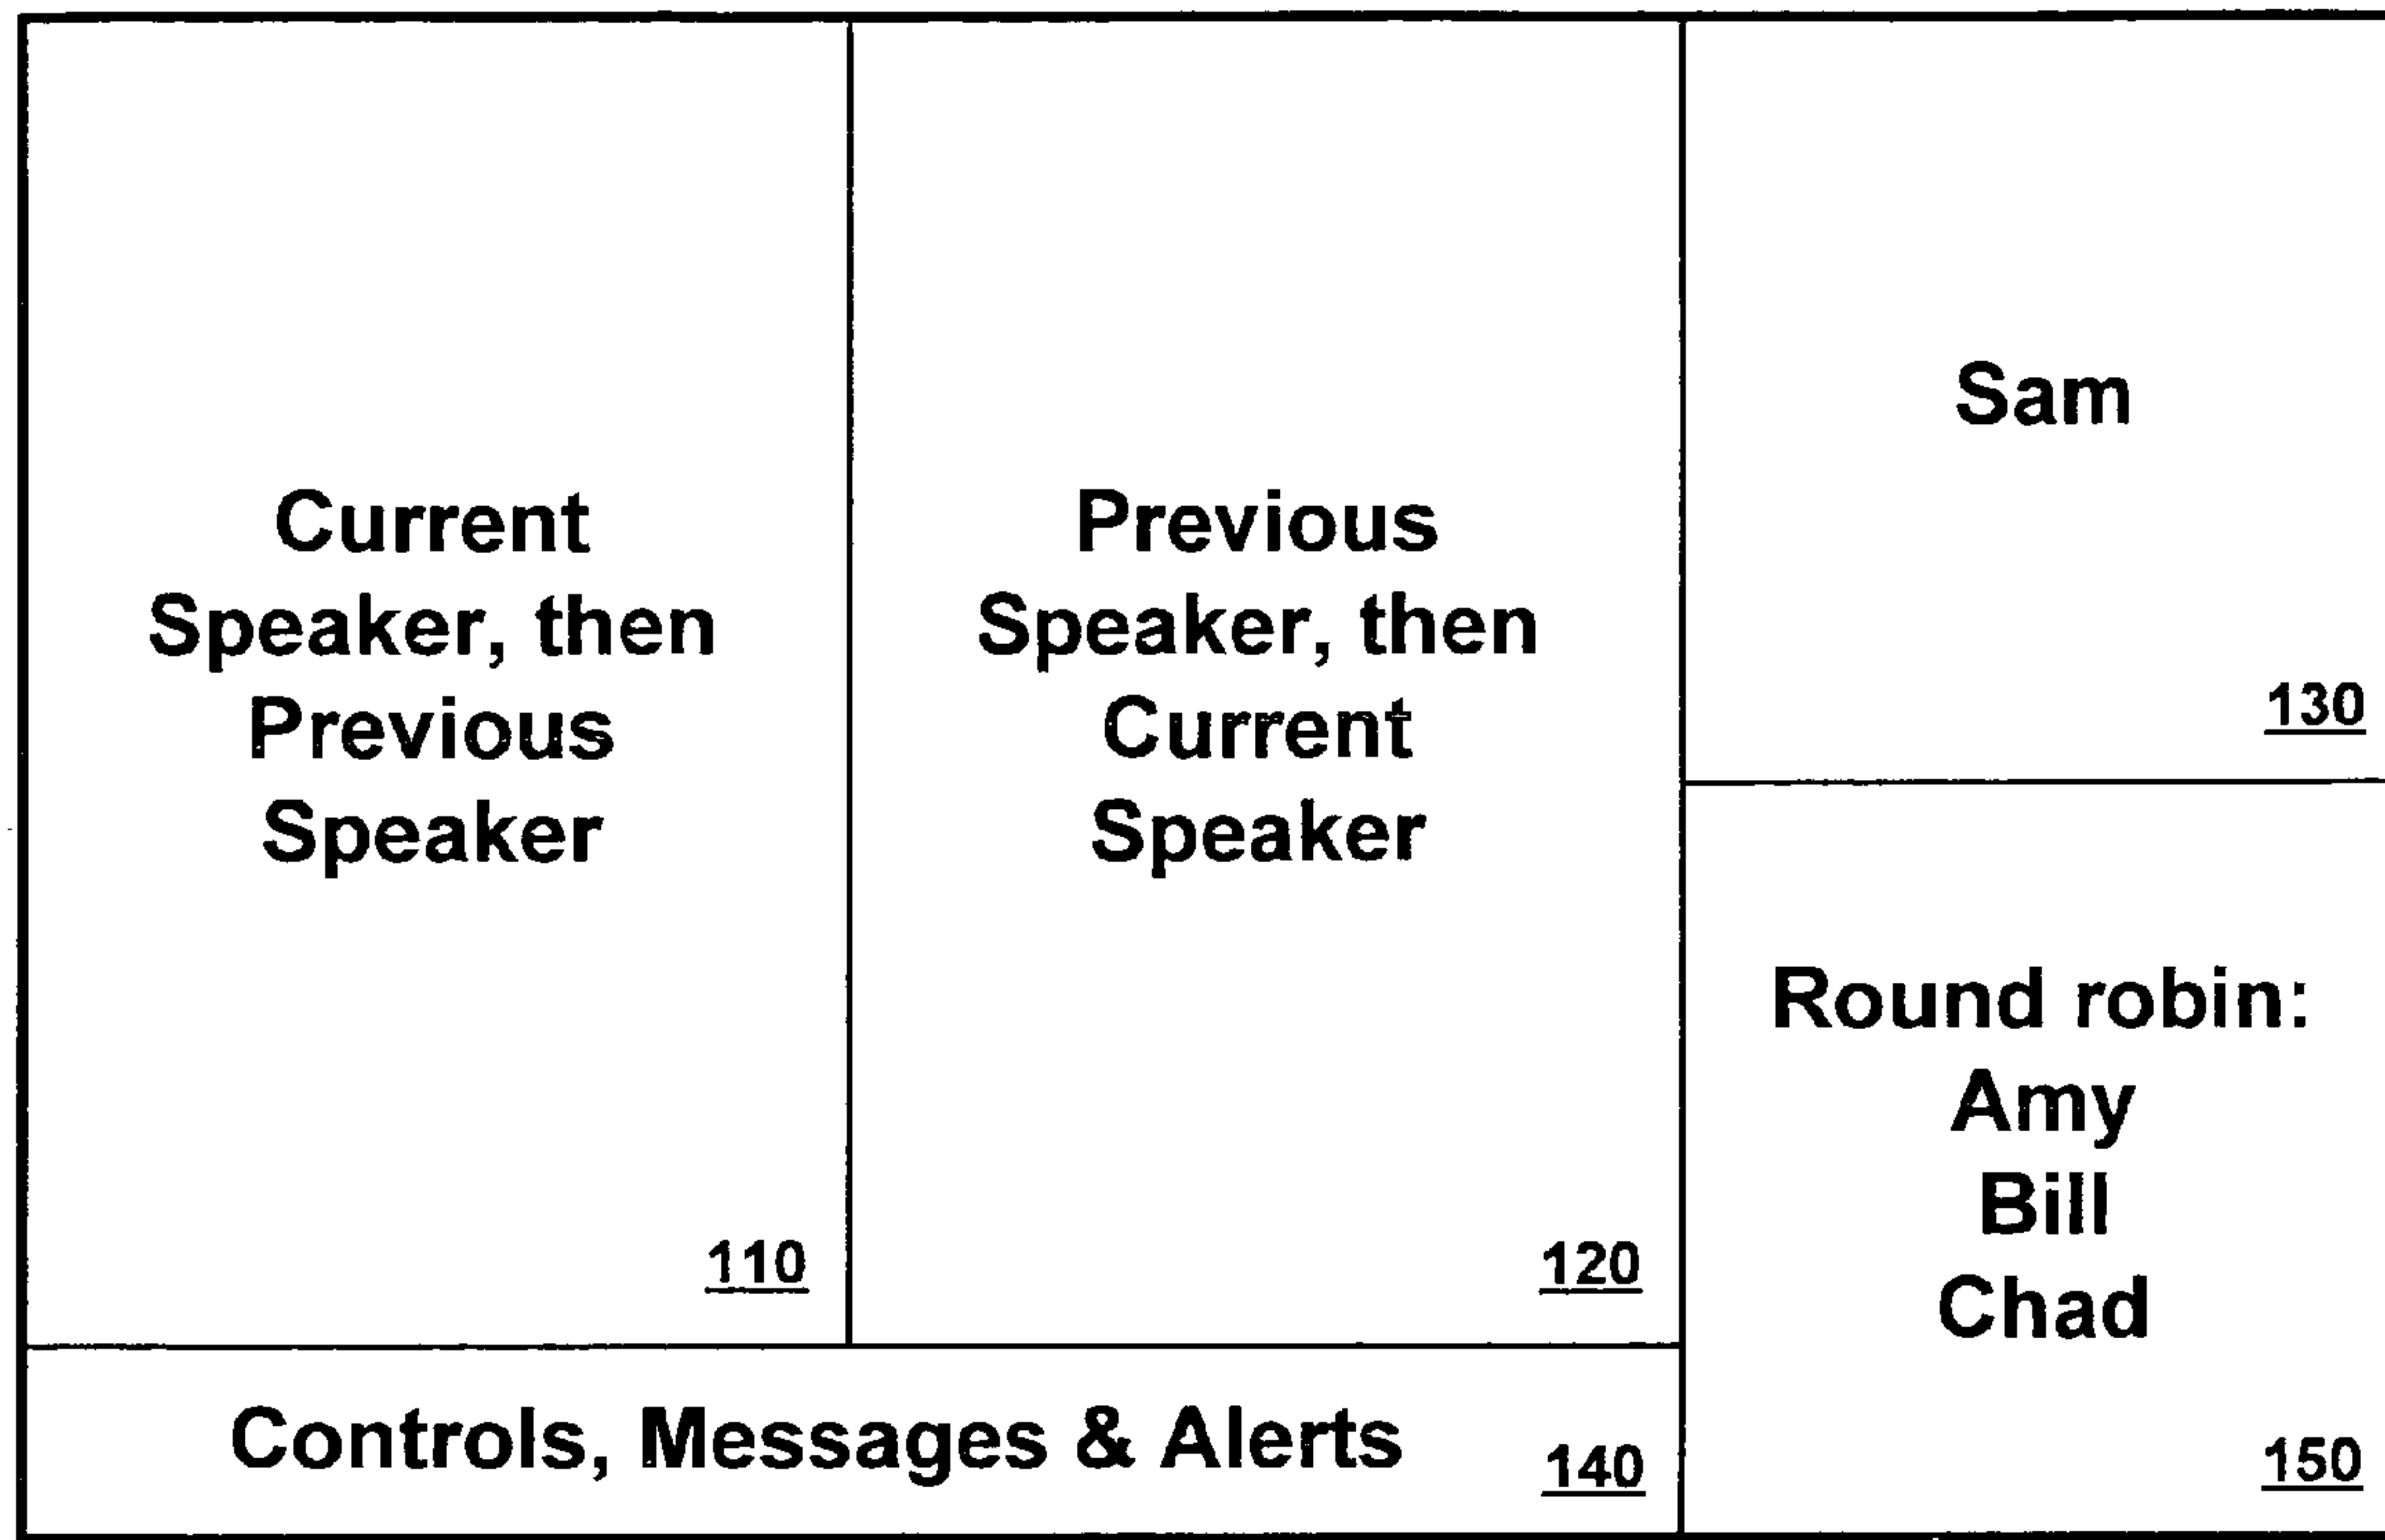 Current
Speaker, then
Previous
Speaker
110
Previous
Speaker, then
Current
Speaker
120
Sam
130
Round robin:
Amy
Bill
Chad
150
Controls, Messages & Alerts
140